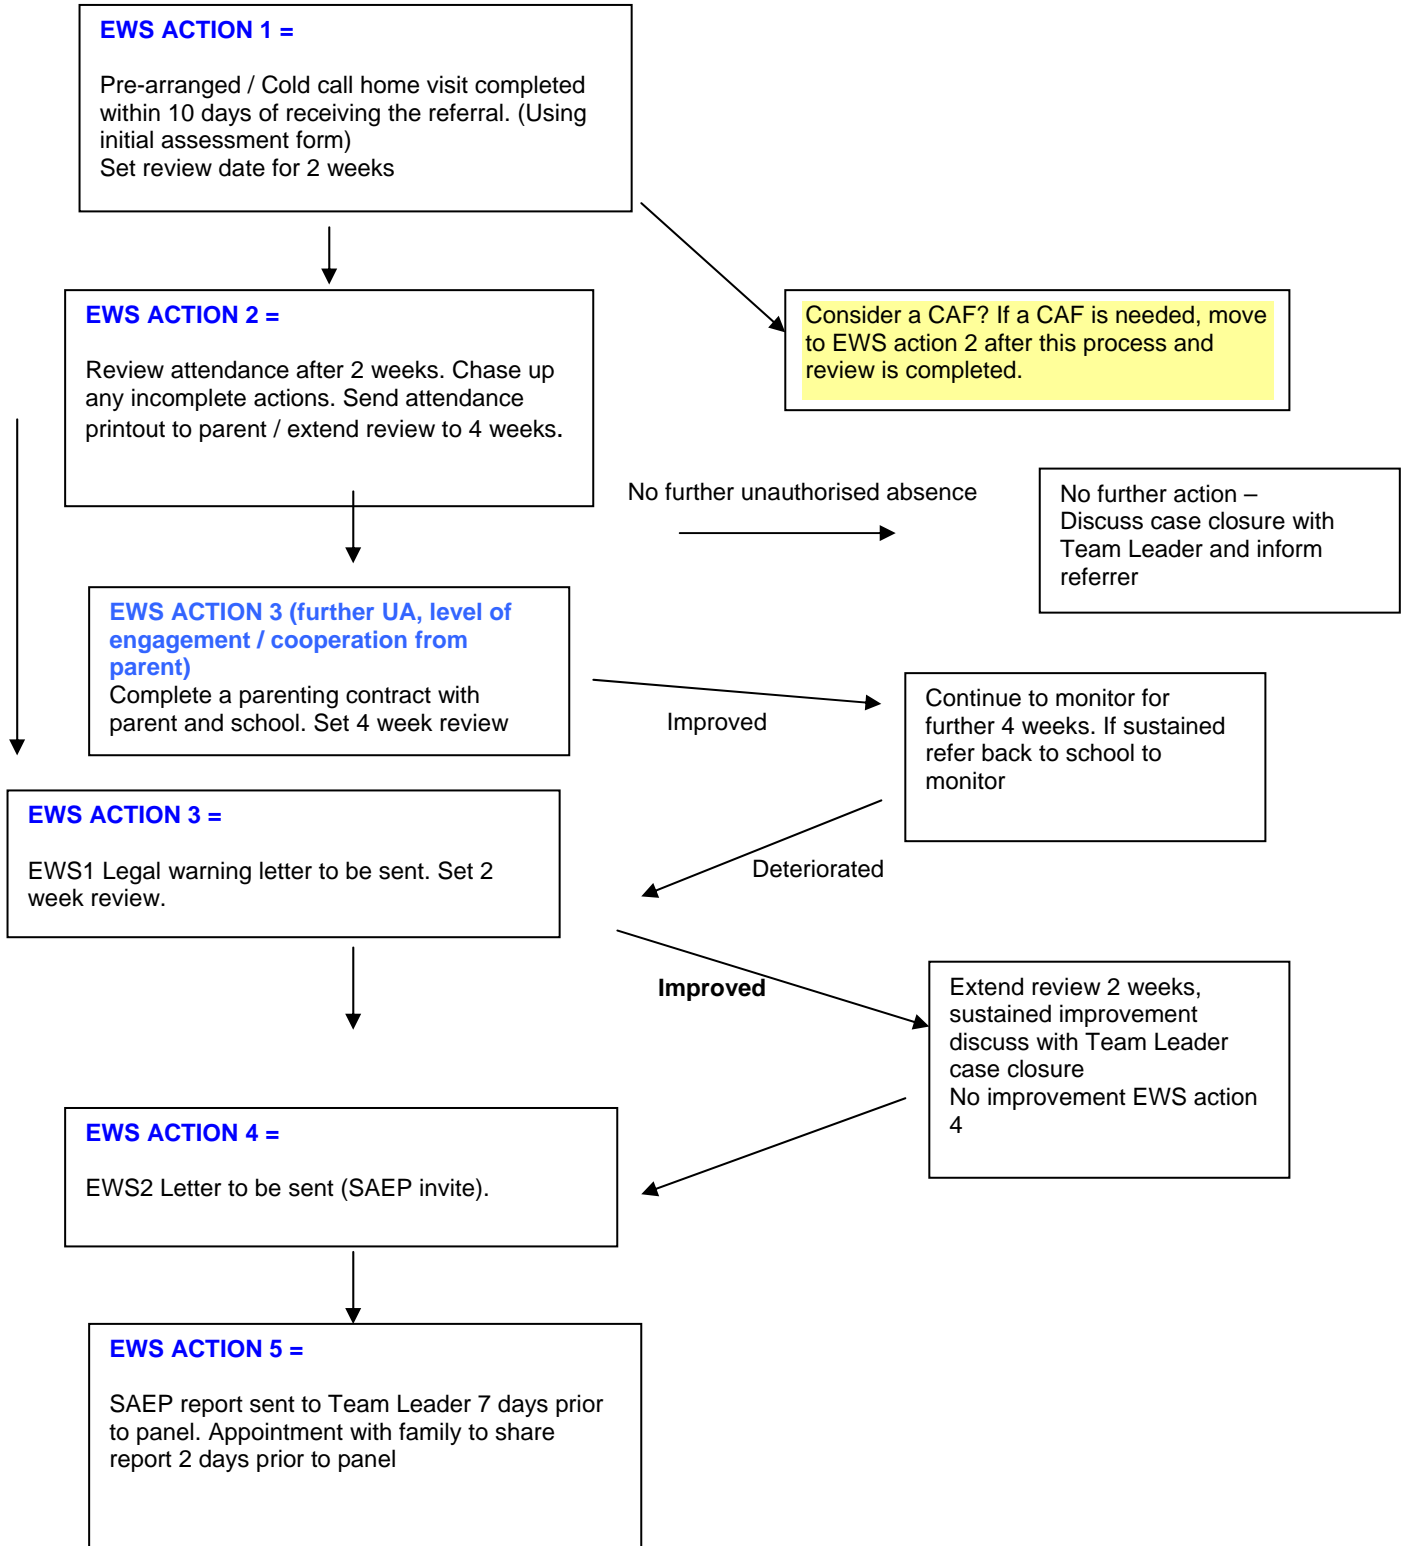 EWS ACTION 1 =
Pre-arranged / Cold call home visit completed
within 10 days of receiving the referral. (Using
initial assessment form)
Set review date for 2 weeks
EWS ACTION 2 =
Review attendance after 2 weeks. Chase up
any incomplete actions. Send attendance
printout to parent / extend review to 4 weeks.
Consider a CAF? If a CAF is needed, move
to EWS action 2 after this process and
review is completed.
No further unauthorised absence
No further action –
Discuss case closure with
Team Leader and inform
referrer
EWS ACTION 3 (further UA, level of
engagement / cooperation from
parent)
Complete a parenting contract with
parent and school. Set 4 week review
Improved
Continue to monitor for
further 4 weeks. If sustained
refer back to school to
monitor
EWS ACTION 3 =
EWS1 Legal warning letter to be sent. Set 2
week review.
Deteriorated
Improved
Extend review 2 weeks,
sustained improvement
discuss with Team Leader
case closure
No improvement EWS action
4
EWS ACTION 4 =
EWS2 Letter to be sent (SAEP invite).
EWS ACTION 5 =
SAEP report sent to Team Leader 7 days prior
to panel. Appointment with family to share
report 2 days prior to panel